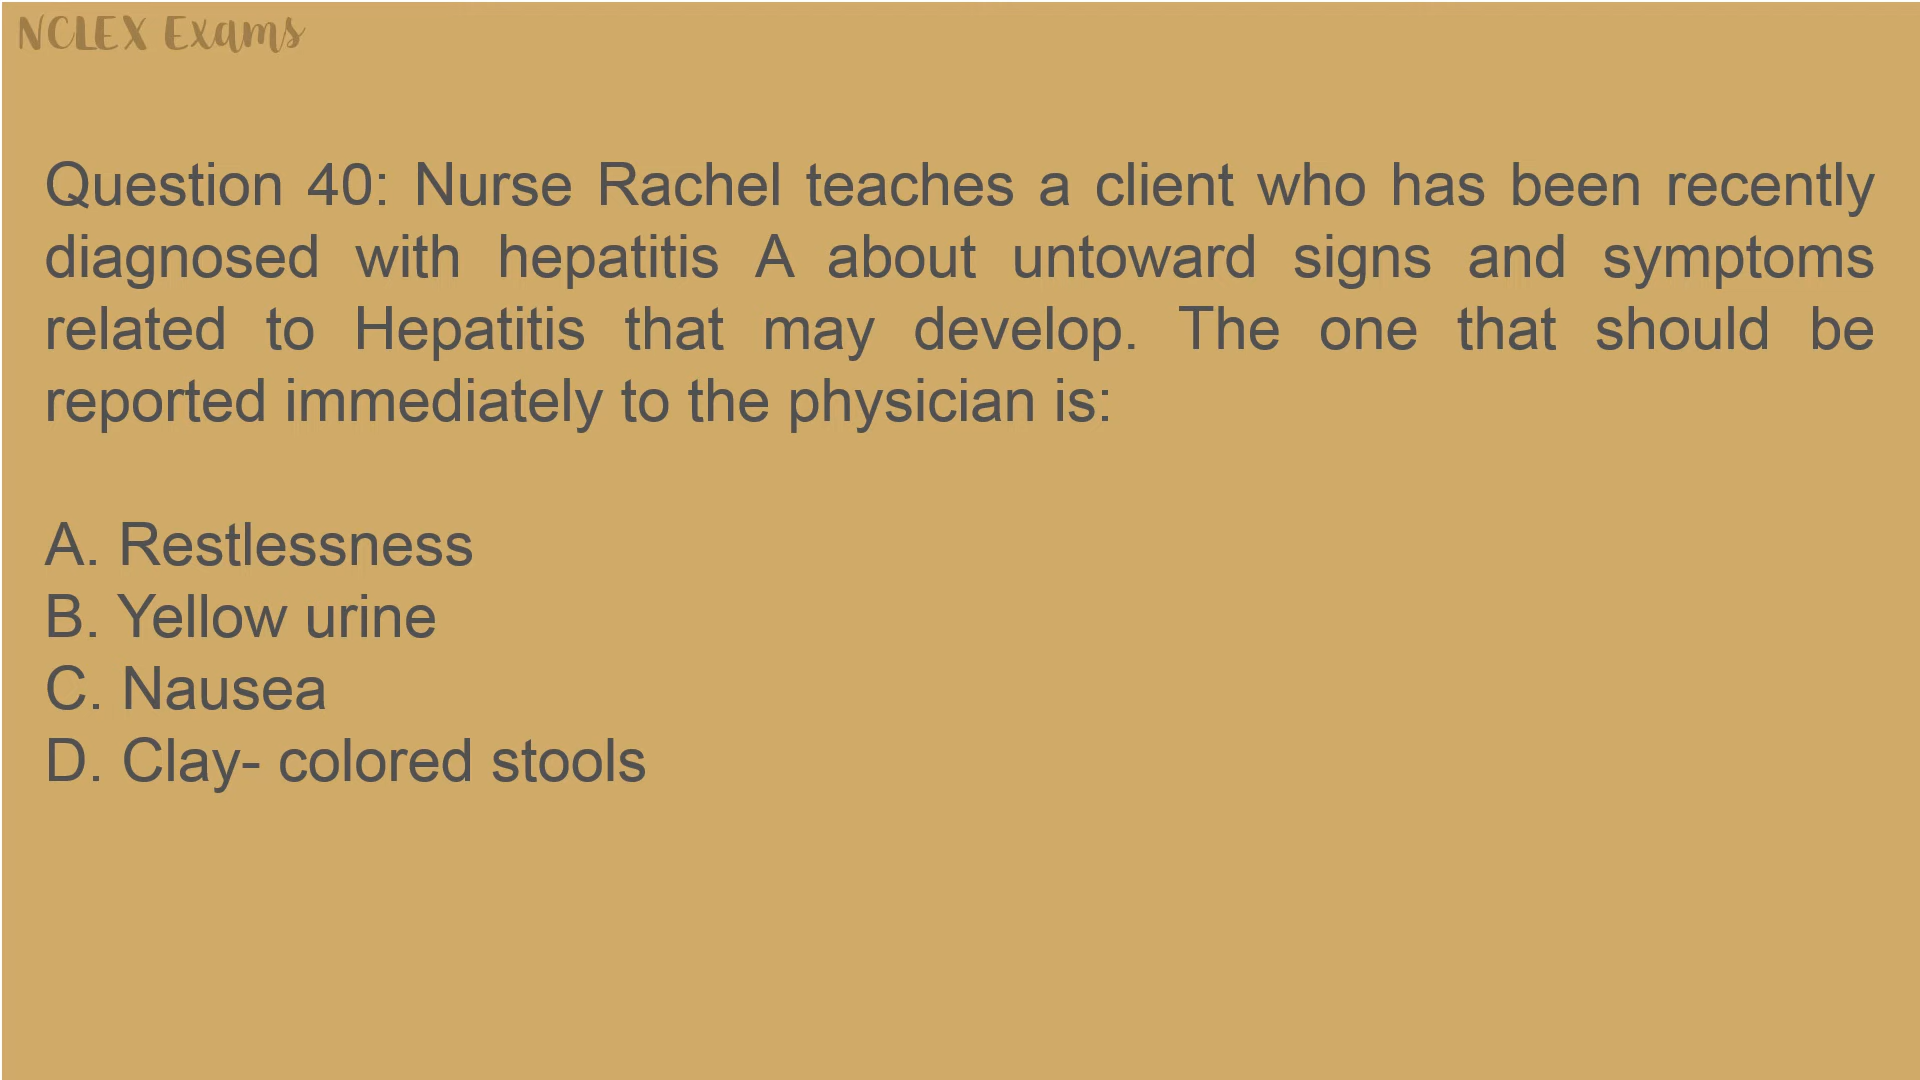 NCLEX Exams
Question 40: Nurse Rachel teaches a client who has been recently
diagnosed with hepatitis A about untoward signs and symptoms
related to Hepatitis that may develop. The one that should be
reported immediately to the physician is:
A. Restlessness
B. Yellow urine
C. Nausea
D. Clay- colored stools